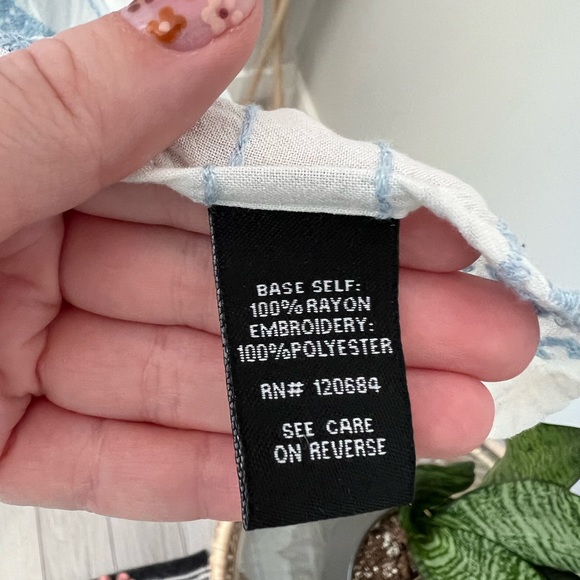 BASE SELF:
100% RAYON
EMBROIDERY:
100%POLYESTER
RN# 120684
SEE CARE
ON REVERSE